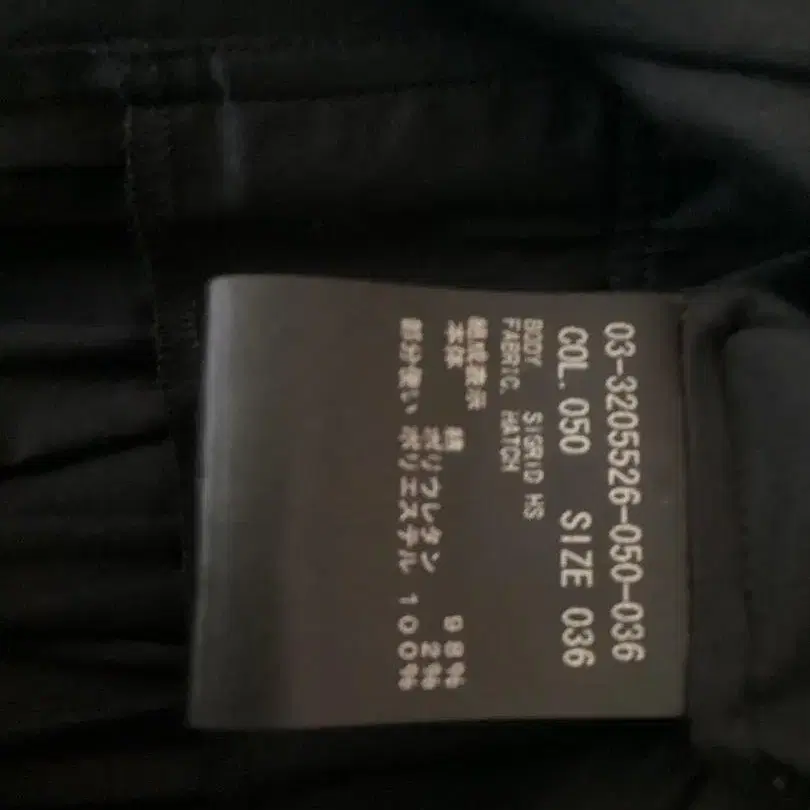 03-3205526-050-036
COL.050 SIZE 036
BODY. SIGRID HS
FABRIC. HATCH
組成表示
本体 綿 98%
ポリウレタン 2%
部分使い ポリエステル 100%